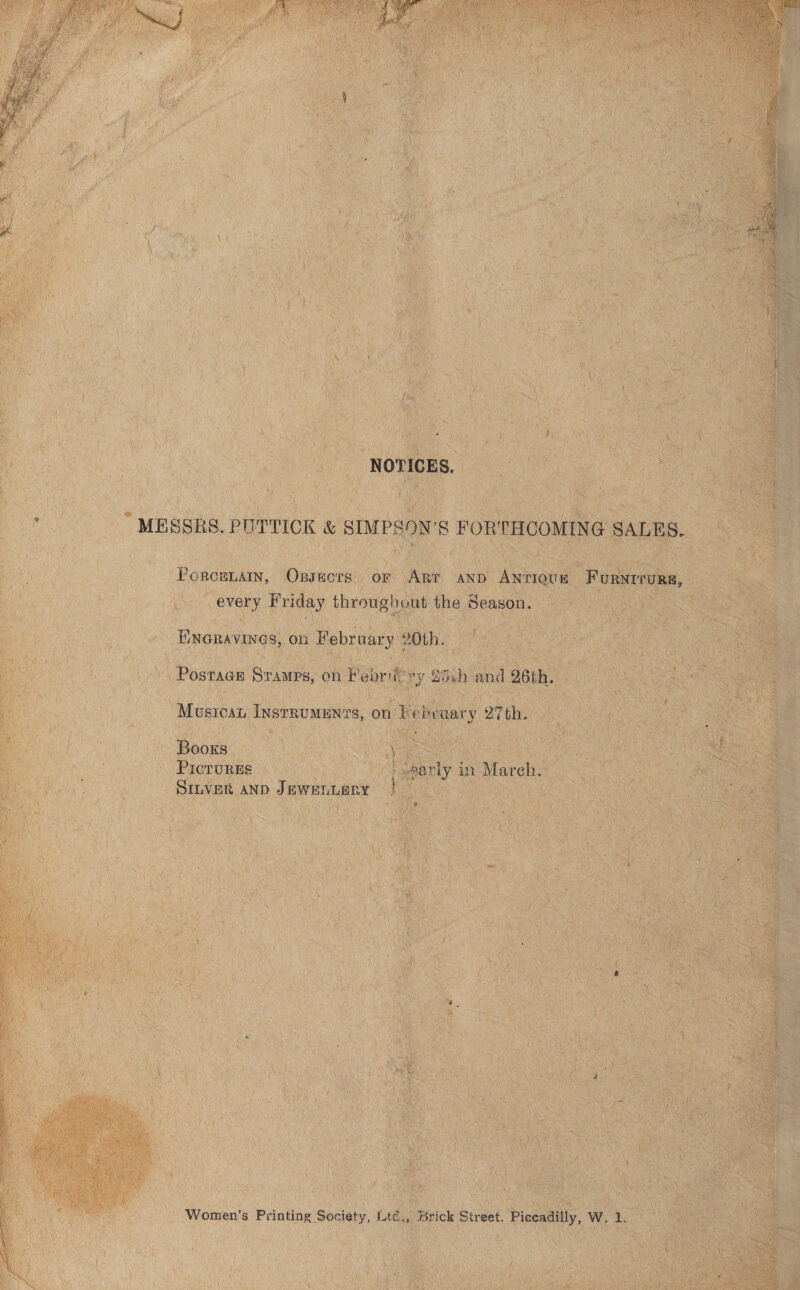 NOTICES.
MESSRS. PUTTICK & SIMPSON'S FORTHCOMING SALES.
PORCELAIN, OBJECTS OF ART AND ANTIQUE FURNITURE,
every Friday throughout the Season.
ENGRAVINGS, on February 20th.
POSTAGE STAMPS, on February 25th and 26th.
MUSICAL INSTRUMENTS, on February 27th.
BOOKS
PICTURES } early in March.
SILVER AND JEWELLERY
Women's Printing Society, Ltd., Brick Street. Piccadilly, W. 1.